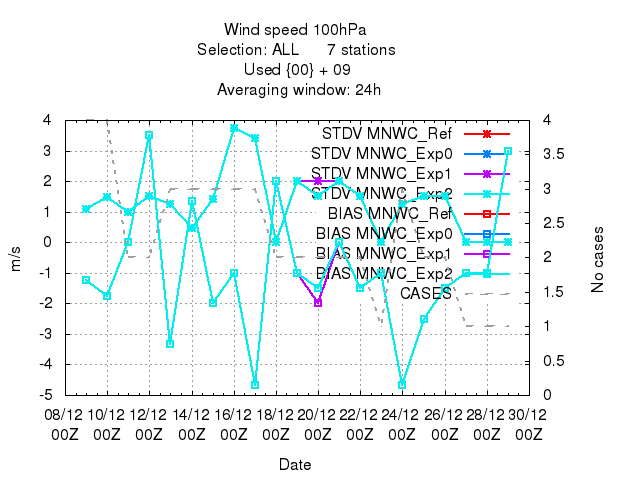 Wind speed 100hPa
Selection: ALL 7 stations
Used {00} + 09
Averaging window: 24h
STDV MNWC_Ref
STDV MNWC_Exp0
STDV MNWC_Exp1
STDV MNWC_Exp2
BIAS MNWC_Ref
BIAS MNWC_Exp0
BIAS MNWC_Exp1
BIAS MNWC_Exp2
CASES
m/s
4
3
2
1
0
-1
-2
-3
-4
-5
No cases
4
3.5
3
2.5
2
1.5
1
0.5
0
08/12 10/12 12/12 14/12 16/12 18/12 20/12 22/12 24/12 26/12 28/12 30/12
00Z 00Z 00Z 00Z 00Z 00Z 00Z 00Z 00Z 00Z 00Z 00Z
Date